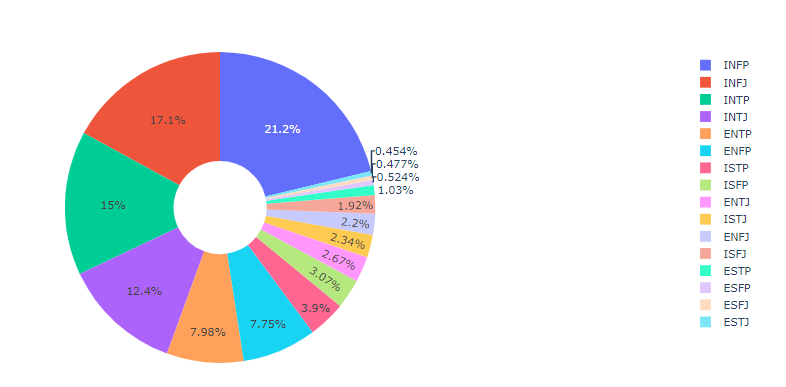 21.2%
17.1%
15%
12.4%
7.98%
7.75%
3.9%
3.07%
2.67%
2.34%
2.2%
1.92%
1.03%
0.524%
0.477%
0.454%
INFP
INFJ
INTP
INTJ
ENTP
ENFP
ISTP
ISFP
ENTJ
ISTJ
ENFJ
ISFJ
ESTP
ESFP
ESFJ
ESTJ